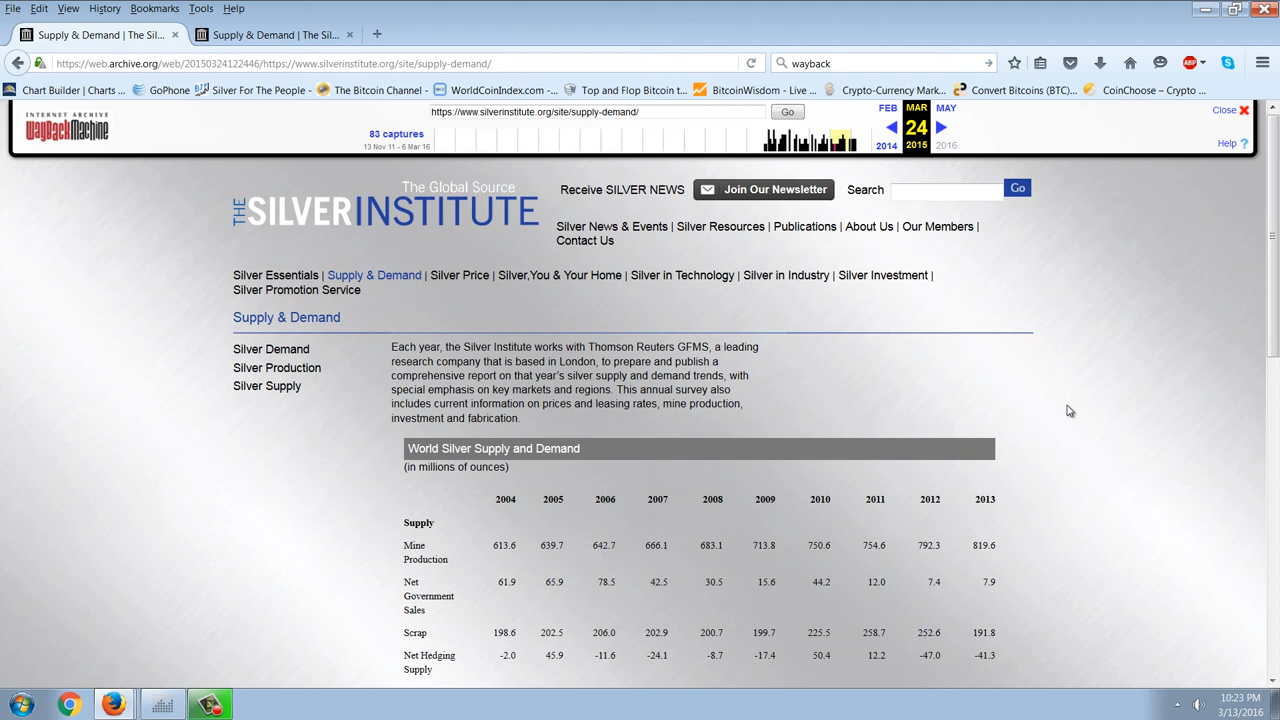 File Edit View History Bookmarks Tools Help
Supply & Demand | The Sil... × Supply & Demand | The Sil... × +
https://web.archive.org/web/20150324122446/https://www.silverinstitute.org/site/supply-demand/ wayback
Chart Builder | Charts ... GoPhone Silver For The People - The Bitcoin Channel - WorldCoinIndex.com - ... Top and Flop Bitcoin t... BitcoinWisdom - Live ... Crypto-Currency Mark... Convert Bitcoins (BTC)... CoinChoose – Crypto ...
INTERNET ARCHIVE
WayBackMachine
https://www.silverinstitute.org/site/supply-demand/ Go
83 captures
13 Nov 11 - 6 Mar 16
FEB MAR MAY
24
2014 2015 2016
Close
Help ?
The Global Source
THE SILVERINSTITUTE
Receive SILVER NEWS Join Our Newsletter Search Go
Silver News & Events | Silver Resources | Publications | About Us | Our Members |
Contact Us
Silver Essentials | Supply & Demand | Silver Price | Silver,You & Your Home | Silver in Technology | Silver in Industry | Silver Investment |
Silver Promotion Service
Supply & Demand
Silver Demand
Silver Production
Silver Supply
Each year, the Silver Institute works with Thomson Reuters GFMS, a leading
research company that is based in London, to prepare and publish a
comprehensive report on that year's silver supply and demand trends, with
special emphasis on key markets and regions. This annual survey also
includes current information on prices and leasing rates, mine production,
investment and fabrication.
World Silver Supply and Demand
(in millions of ounces)
2004 2005 2006 2007 2008 2009 2010 2011 2012 2013
Supply
Mine Production 613.6 639.7 642.7 666.1 683.1 713.8 750.6 754.6 792.3 819.6
Net Government Sales 61.9 65.9 78.5 42.5 30.5 15.6 44.2 12.0 7.4 7.9
Scrap 198.6 202.5 206.0 202.9 200.7 199.7 225.5 258.7 252.6 191.8
Net Hedging Supply -2.0 45.9 -11.6 -24.1 -8.7 -17.4 50.4 12.2 -47.0 -41.3
10:23 PM
3/13/2016